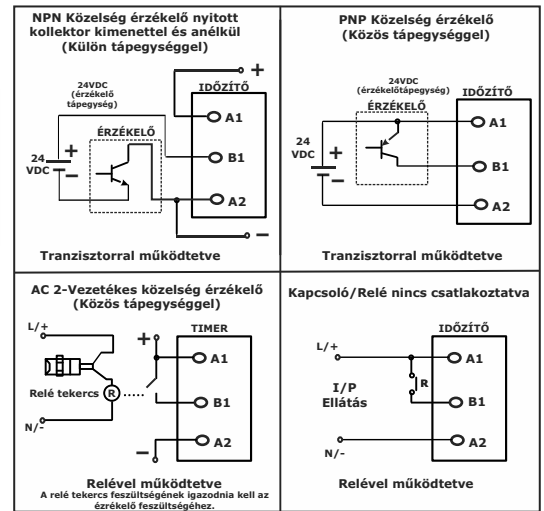 NPN Közelség érzékelő nyitott
kollektor kimenettel és anélkül
(Külön tápegységgel)
+
24VDC
(érzékelő
tápegység)
IDŐZÍTŐ
A1
ÉRZÉKELŐ
24
VDC
+
−
B1
A2
−
Tranzisztorral működtetve
PNP Közelség érzékelő
(Közös tápegységgel)
24VDC
(érzékelőtápegység)
IDŐZÍTŐ
ÉRZÉKELŐ
A1
24
VDC
+
−
B1
A2
Tranzisztorral működtetve
AC 2-Vezetékes közelség érzékelő
(Közös tápegységgel)
L/+
+
TIMER
A1
Relé tekercs
R
B1
N/-
−
A2
Relével működtetve
A relé tekercs feszültségének igazodnia kell az
ézrékelő feszültségéhez.
Kapcsoló/Relé nincs csatlakoztatva
IDŐZÍTŐ
L/+
A1
I/P
Ellátás
R
B1
N/-
A2
Relével működtetve